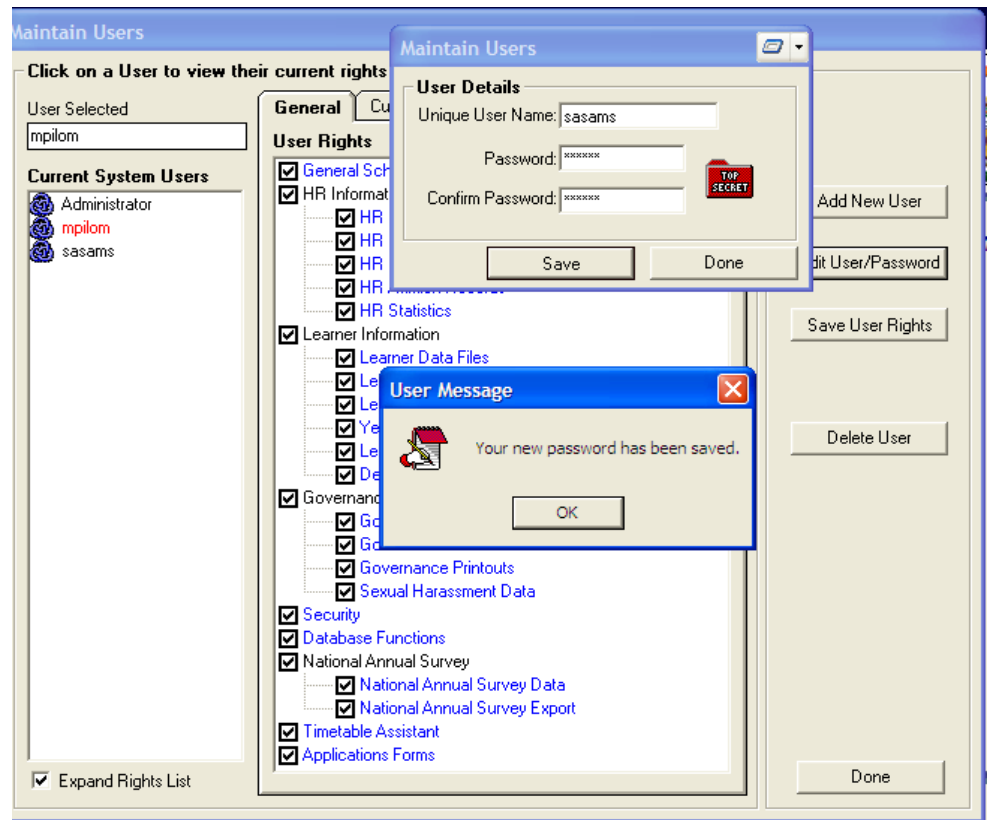 Maintain Users
Click on a User to view their current rights
User Selected
mpilom
Current System Users
Administrator
mpilom
sasams
Expand Rights List
General
Cu
User Rights
General Sch
HR Informat
HR
HR
HR
HR
HR Statistics
Learner Information
Learner Data Files
Le
Le
Ye
Le
De
Governanc
Go
Go
Governance Printouts
Sexual Harassment Data
Security
Database Functions
National Annual Survey
National Annual Survey Data
National Annual Survey Export
Timetable Assistant
Applications Forms
Maintain Users
User Details
Unique User Name: sasams
Password: xxxxxx
Confirm Password: xxxxxx
TOP SECRET
Save
Done
User Message
Your new password has been saved.
OK
Add New User
dit User/Password
Save User Rights
Delete User
Done